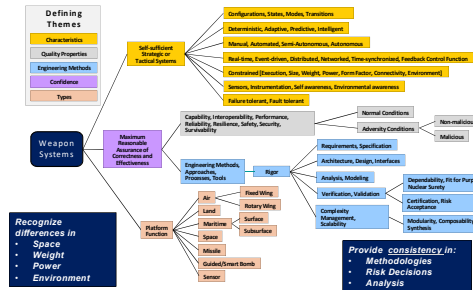 Defining
Themes
Characteristics
Quality Properties
Engineering Methods
Confidence
Types
Weapon
Systems
Self-sufficient
Strategic or
Tactical Systems
Configurations, States, Modes, Transitions
Deterministic, Adaptive, Predictive, Intelligent
Manual, Automated, Semi-Autonomous, Autonomous
Real-time, Event-driven, Distributed, Networked, Time-synchronised, Feedback Control Function
Constrained [Execution, Size, Weight, Power, Form Factor, Connectivity, Environment]
Sensors, Instrumentation, Self awareness, Environmental awareness
Failure tolerant, Fault tolerant
Maximum
Reasonable
Assurance of
Correctness and
Effectiveness
Capability, Interoperability, Performance,
Reliability, Resilience, Safety, Security,
Survivability
Normal Conditions
Adversity Conditions
Non-malicious
Malicious
Engineering Methods,
Approaches,
Processes, Tools
Rigor
Requirements, Specification
Architecture, Design, Interfaces
Analysis, Modeling
Verification, Validation
Dependability, Fit for Purp
Nuclear Surety
Certification, Risk
Acceptance
Complexity
Management,
Scalability
Modularity, Composability
Synthesis
Platform
Function
Air
Fixed Wing
Rotary Wing
Land
Maritime
Surface
Subsurface
Space
Missile
Guided/Smart Bomb
Sensor
Recognize
differences in
• Space
• Weight
• Power
• Environment
Provide consistency in:
• Methodologies
• Risk Decisions
• Analysis